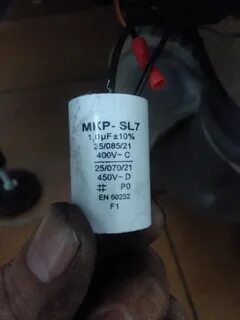 MKP- SL7
1,0µF±10%
25/085/21
400V~ C
25/070/21
450V~ D
# P0
EN 60252
F1